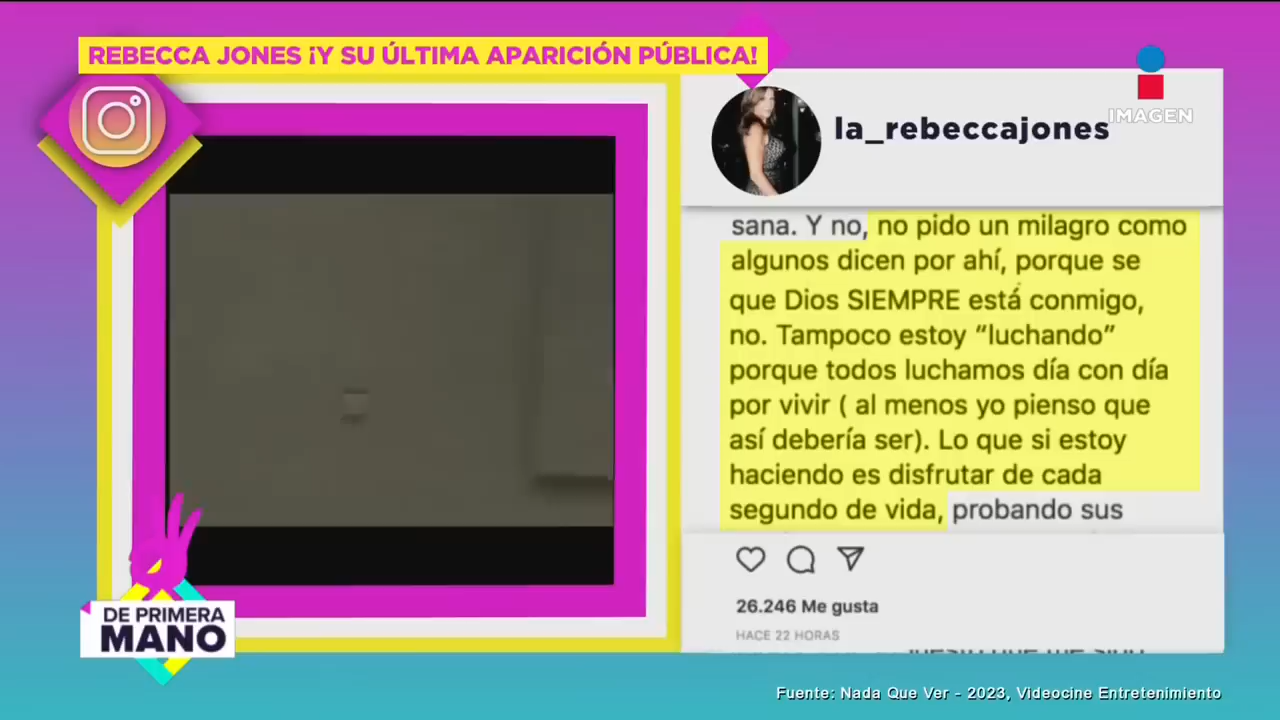 REBECCA JONES ¡Y SU ÚLTIMA APARICIÓN PÚBLICA!
IMAGEN
la_rebeccajones
sana. Y no, no pido un milagro como
algunos dicen por ahí, porque se
que Dios SIEMPRE está conmigo,
no. Tampoco estoy “luchando”
porque todos luchamos día con día
por vivir ( al menos yo pienso que
así debería ser). Lo que si estoy
haciendo es disfrutar de cada
segundo de vida, probando sus
26.246 Me gusta
HACE 22 HORAS
DE PRIMERA
MANO
Fuente: Nada Que Ver - 2023, Videocine Entretenimiento